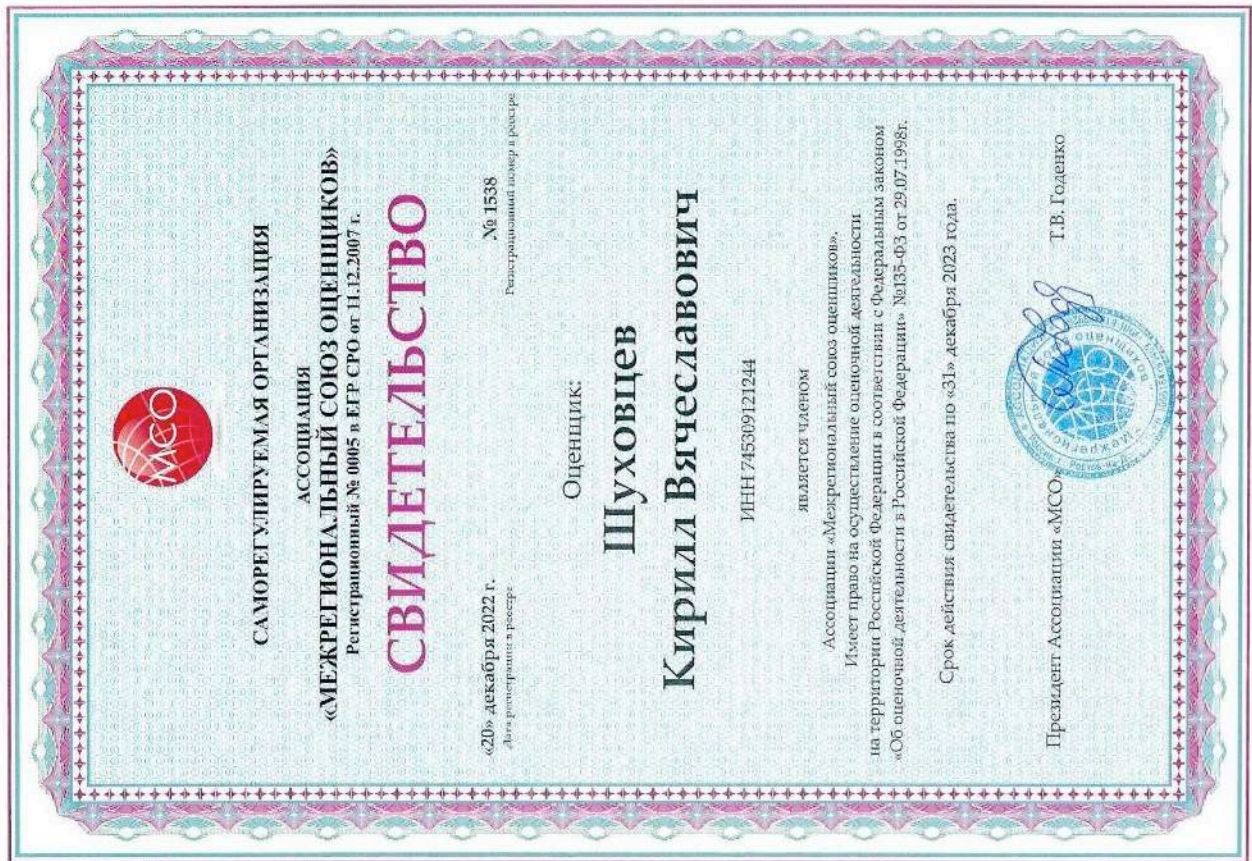 МСО
САМОРЕГУЛИРУЕМАЯ ОРГАНИЗАЦИЯ
АССОЦИАЦИЯ
«МЕЖРЕГИОНАЛЬНЫЙ СОЮЗ ОЦЕНЩИКОВ»
Регистрационный № 0005 в ЕГР СРО от 11.12.2007 г.
СВИДЕТЕЛЬСТВО
«20» декабря 2022 г. № 1538
Дата регистрации в реестре Регистрационный номер в реестре
Оценщик:
Шуховцев
Кирилл Вячеславович
ИНН 745309121244
является членом
Ассоциации «Межрегиональный союз оценщиков».
Имеет право на осуществление оценочной деятельности
на территории Российской Федерации в соответствии с Федеральным законом
«Об оценочной деятельности в Российской Федерации» №135-ФЗ от 29.07.1998г.
Срок действия свидетельства по «31» декабря 2023 года.
Президент Ассоциации «МСО» Т.В. Годенко